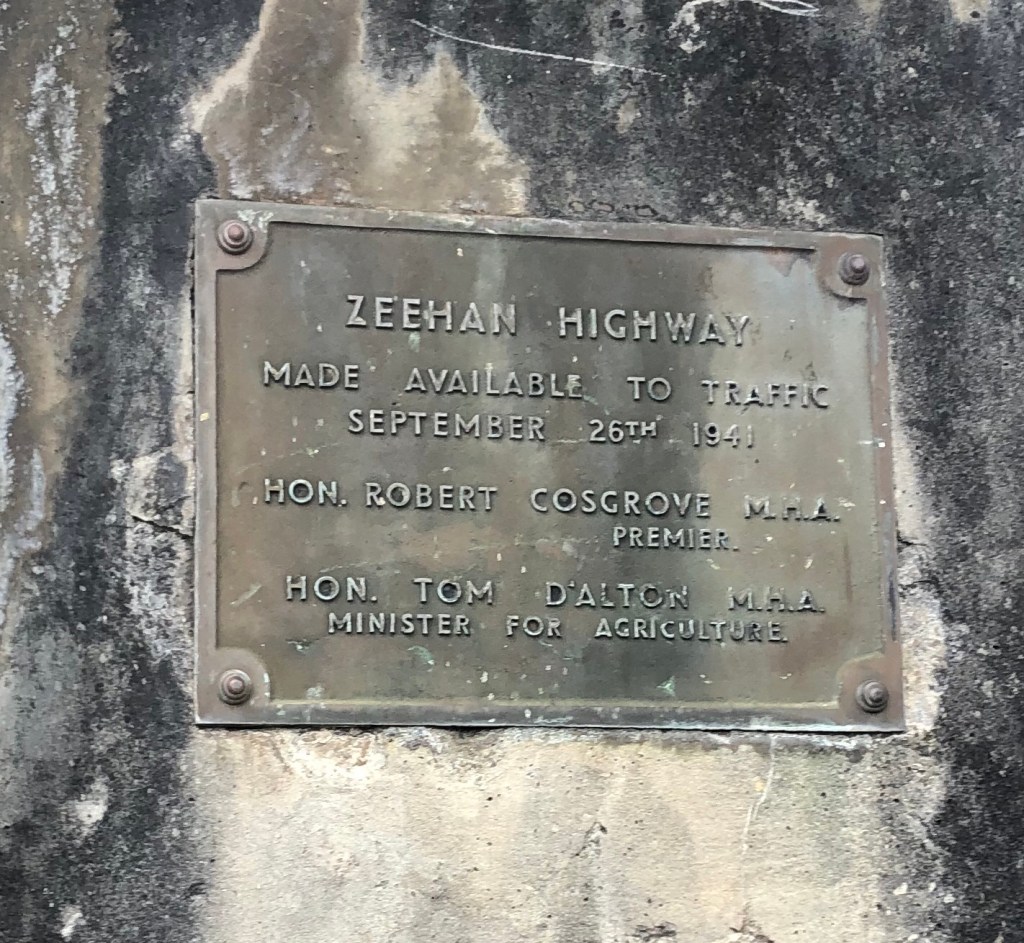 ZEEHAN HIGHWAY
MADE AVAILABLE TO TRAFFIC
SEPTEMBER 26TH 1941
HON. ROBERT COSGROVE M.H.A.
PREMIER.
HON. TOM D'ALTON M.H.A.
MINISTER FOR AGRICULTURE.